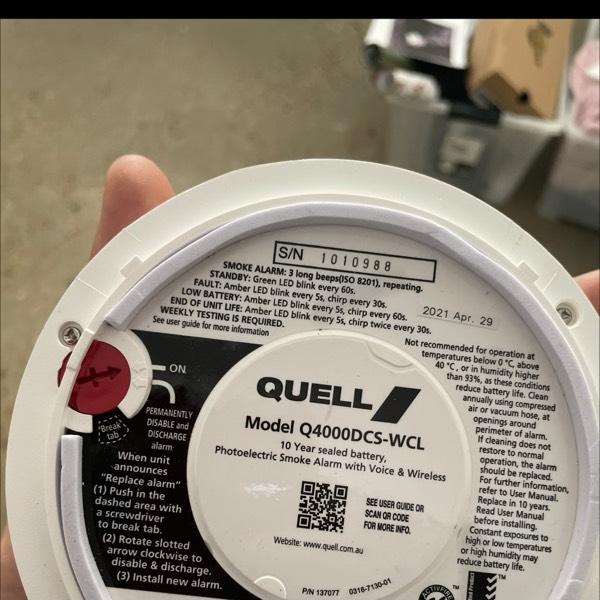 S/N 1010988
SMOKE ALARM: 3 long beeps(ISO 8201), repeating.
STANDBY: Green LED blink every 60s.
FAULT: Amber LED blink every 5s, chirp every 30s.
LOW BATTERY: Amber LED blink every 5s, chirp every 60s.
END OF UNIT LIFE: Amber LED blink every 5s, chirp twice every 30s.
WEEKLY TESTING IS REQUIRED.
See user guide for more information
2021 Apr. 29
Not recommended for operation at
temperatures below 0 °C, above
40 °C, or in humidity higher
than 93%, as these conditions
reduce battery life. Clean
annually using compressed
air or vacuum hose, at
openings around
perimeter of alarm.
If cleaning does not
restore to normal
operation, the alarm
should be replaced.
For further information,
refer to User Manual.
Replace in 10 years.
Read User Manual
before installing.
Constant exposures to
high or low temperatures
or high humidity may
reduce battery life.
ON
PERMANENTLY
DISABLE and
DISCHARGE
alarm
Break
tab
When unit
announces
"Replace alarm"
(1) Push in the
dashed area with
a screwdriver
to break tab.
(2) Rotate slotted
arrow clockwise to
disable & discharge.
(3) Install new alarm.
QUELL
Model Q4000DCS-WCL
10 Year sealed battery,
Photoelectric Smoke Alarm with Voice & Wireless
SEE USER GUIDE OR
SCAN QR CODE
FOR MORE INFO.
Website: www.quell.com.au
P/N 137077 0316-7130-01